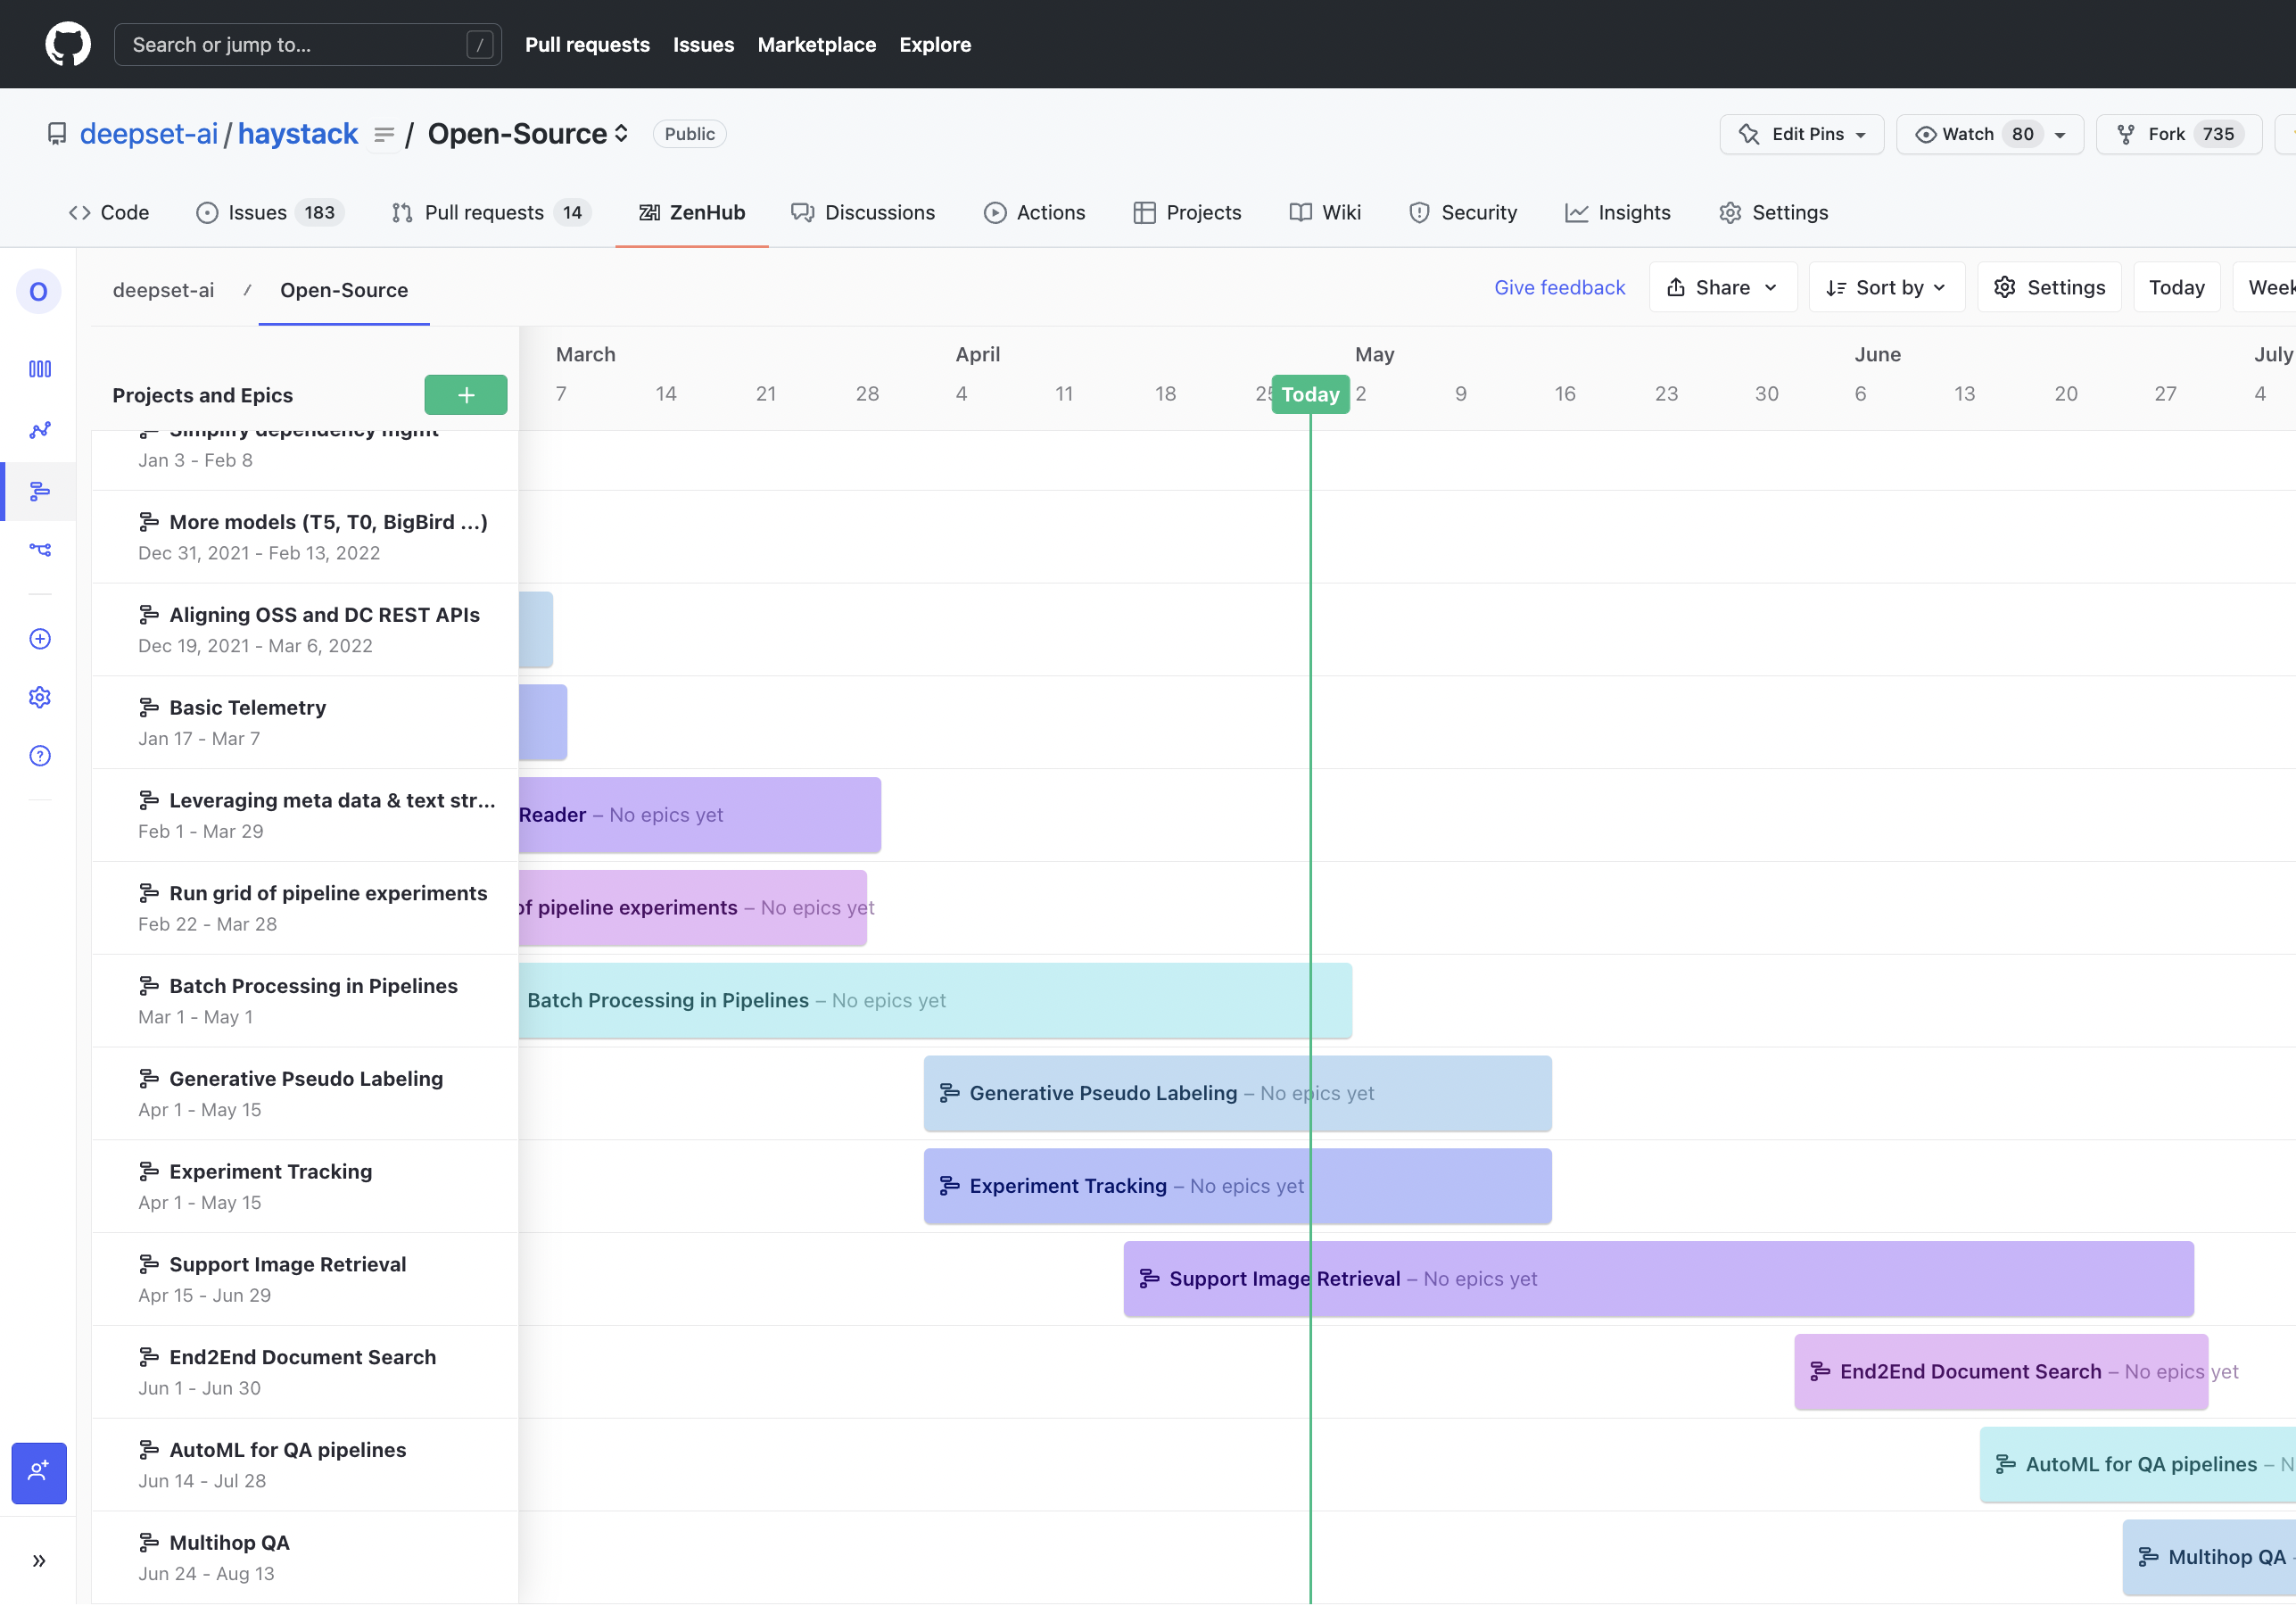 Search or jump to... /
Pull requests Issues Marketplace Explore
deepset-ai / haystack / Open-Source Public
Edit Pins Watch 80 Fork 735
Code Issues 183 Pull requests 14 ZenHub Discussions Actions Projects Wiki Security Insights Settings
O deepset-ai / Open-Source
Give feedback Share Sort by Settings Today Week
March April May June July
Projects and Epics +
7 14 21 28 4 11 18 25 Today 2 9 16 23 30 6 13 20 27 4
Simplify dependency mgmt
Jan 3 - Feb 8
More models (T5, T0, BigBird ...)
Dec 31, 2021 - Feb 13, 2022
Aligning OSS and DC REST APIs
Dec 19, 2021 - Mar 6, 2022
Basic Telemetry
Jan 17 - Mar 7
Leveraging meta data & text str...
Feb 1 - Mar 29
Reader – No epics yet
Run grid of pipeline experiments
Feb 22 - Mar 28
of pipeline experiments – No epics yet
Batch Processing in Pipelines
Mar 1 - May 1
Batch Processing in Pipelines – No epics yet
Generative Pseudo Labeling
Apr 1 - May 15
Generative Pseudo Labeling – No epics yet
Experiment Tracking
Apr 1 - May 15
Experiment Tracking – No epics yet
Support Image Retrieval
Apr 15 - Jun 29
Support Image Retrieval – No epics yet
End2End Document Search
Jun 1 - Jun 30
End2End Document Search – No epics yet
AutoML for QA pipelines
Jun 14 - Jul 28
AutoML for QA pipelines – N
Multihop QA
Jun 24 - Aug 13
Multihop QA -